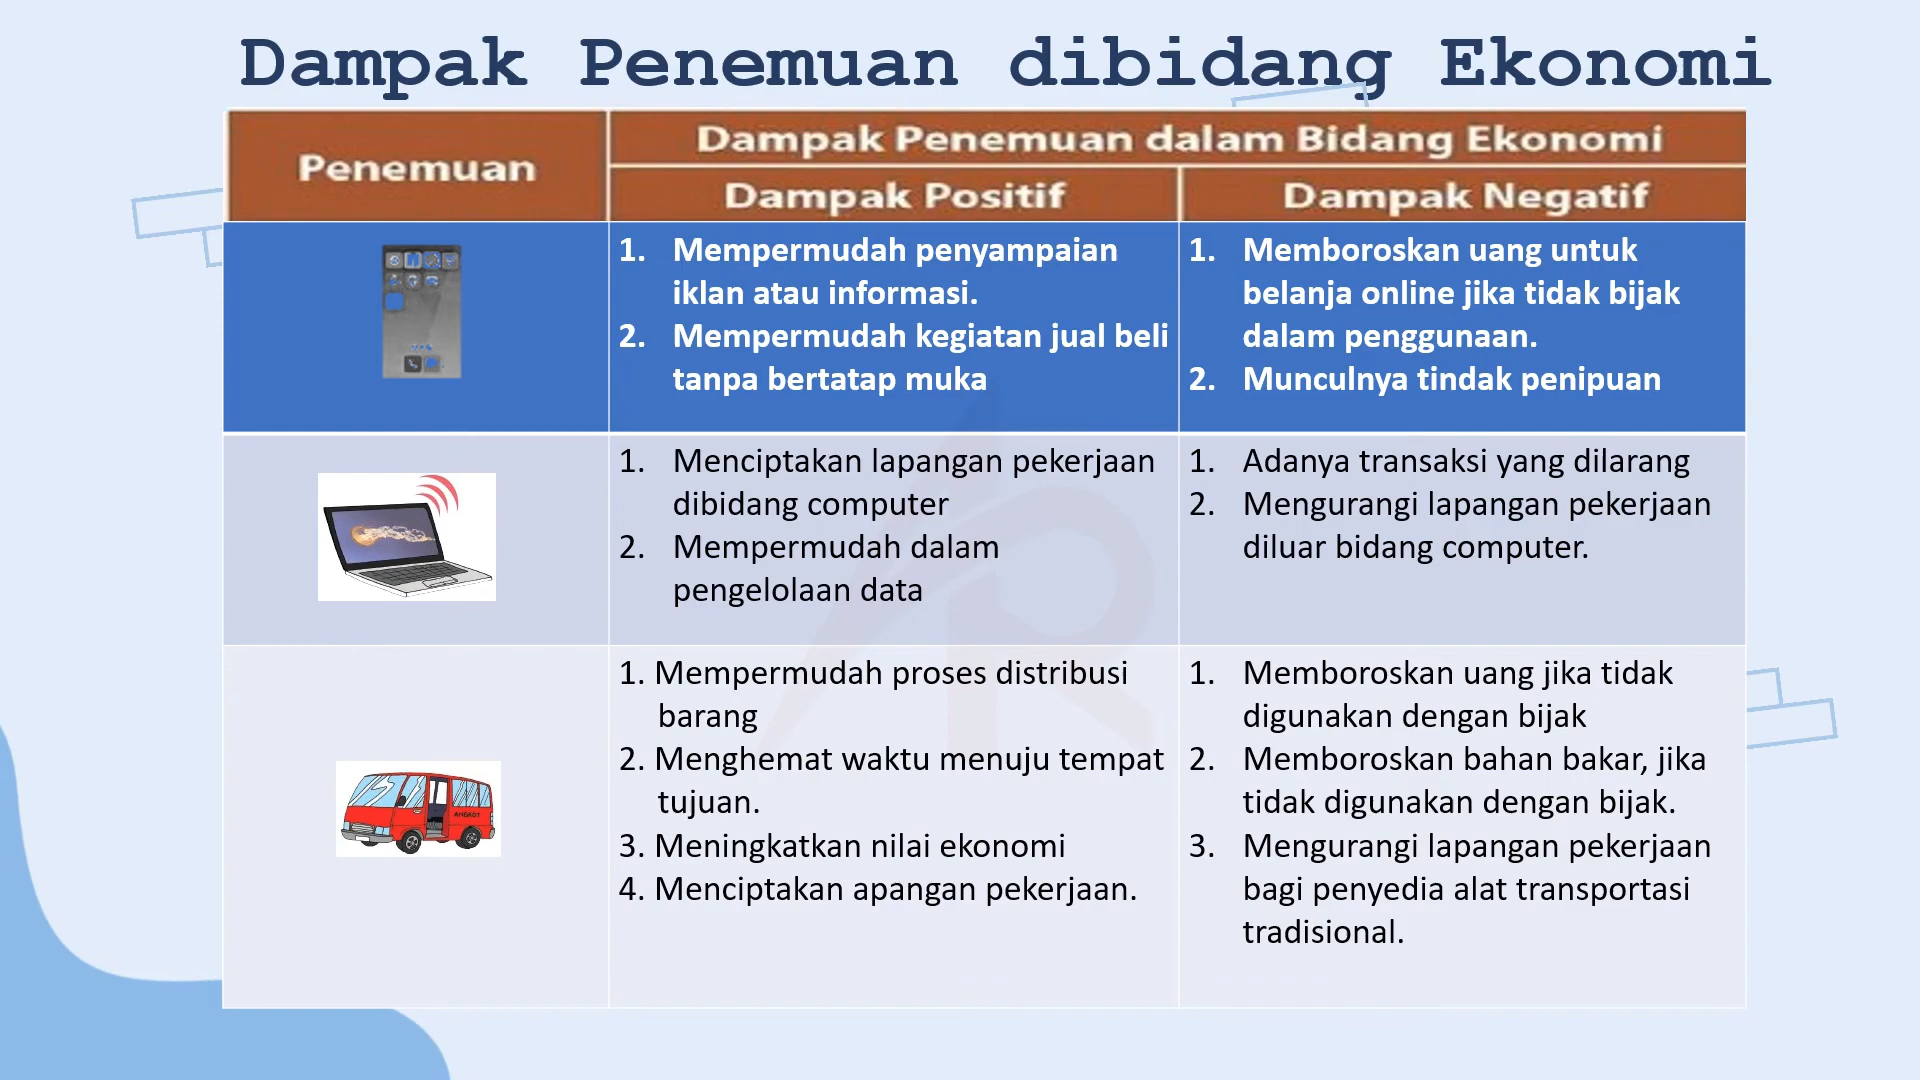 Dampak Penemuan dibidang Ekonomi
Penemuan
Dampak Penemuan dalam Bidang Ekonomi
Dampak Positif
Dampak Negatif
1. Mempermudah penyampaian
iklan atau informasi.
2. Mempermudah kegiatan jual beli
tanpa bertatap muka
1. Memboroskan uang untuk
belanja online jika tidak bijak
dalam penggunaan.
2. Munculnya tindak penipuan
1. Menciptakan lapangan pekerjaan
dibidang computer
2. Mempermudah dalam
pengelolaan data
1. Adanya transaksi yang dilarang
2. Mengurangi lapangan pekerjaan
diluar bidang computer.
ANGKOT
1. Mempermudah proses distribusi
barang
2. Menghemat waktu menuju tempat
tujuan.
3. Meningkatkan nilai ekonomi
4. Menciptakan apangan pekerjaan.
1. Memboroskan uang jika tidak
digunakan dengan bijak
2. Memboroskan bahan bakar, jika
tidak digunakan dengan bijak.
3. Mengurangi lapangan pekerjaan
bagi penyedia alat transportasi
tradisional.